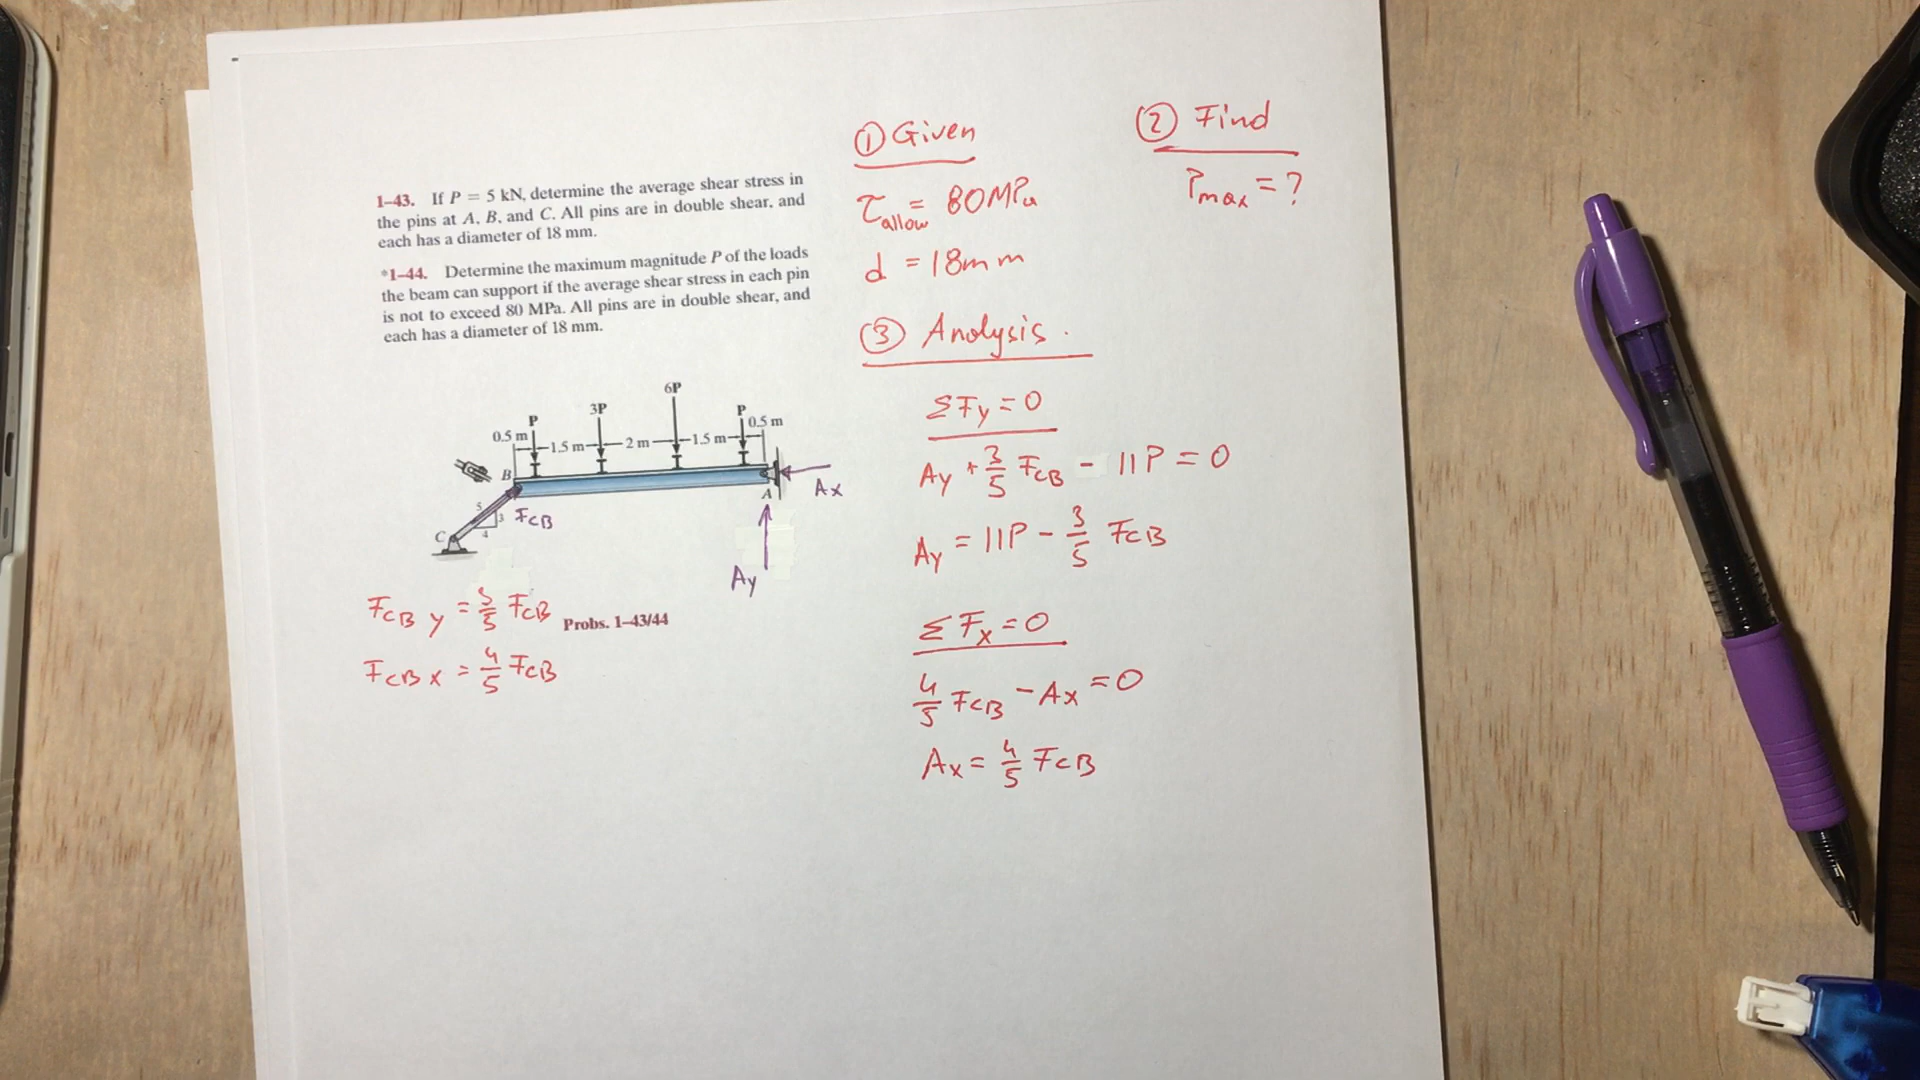 1–43. If P = 5 kN, determine the average shear stress in
the pins at A, B, and C. All pins are in double shear, and
each has a diameter of 18 mm.
*1–44. Determine the maximum magnitude P of the loads
the beam can support if the average shear stress in each pin
is not to exceed 80 MPa. All pins are in double shear, and
each has a diameter of 18 mm.
6P
3P
P
P
0.5 m
1.5 m
2 m
1.5 m
0.5 m
B
A
Ax
5
3
4
FCB
C
Ay
FCB y = 3/5 FCB
Probs. 1–43/44
FCB x = 4/5 FCB
① Given
τallow = 80MPa
d = 18mm
② Find
Pmax = ?
③ Analysis.
ΣFy = 0
Ay + 3/5 FCB - 11P = 0
Ay = 11P - 3/5 FCB
ΣFx = 0
4/5 FCB - Ax = 0
Ax = 4/5 FCB